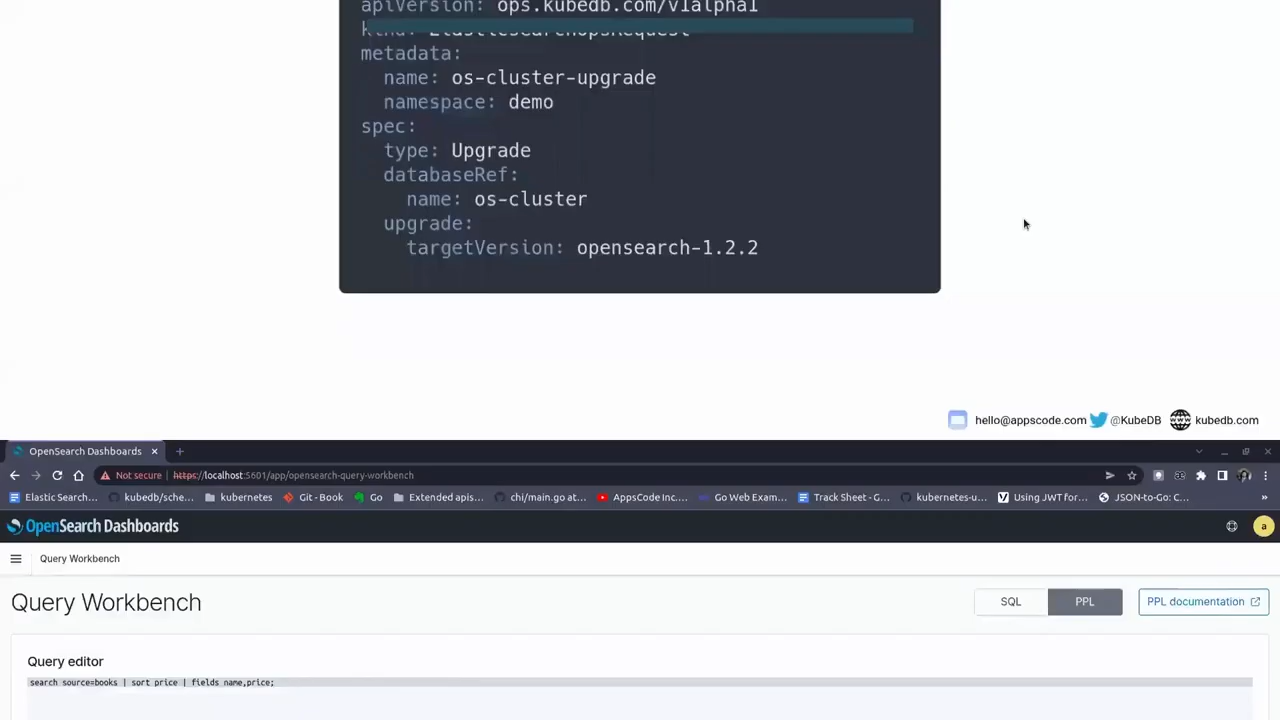 apiVersion: ops.kubedb.com/v1alpha1
kind: ElasticsearchOpsRequest
metadata:
name: os-cluster-upgrade
namespace: demo
spec:
type: Upgrade
databaseRef:
name: os-cluster
upgrade:
targetVersion: opensearch-1.2.2
hello@appscode.com @KubeDB kubedb.com
OpenSearch Dashboards
Not secure https://localhost:5601/app/opensearch-query-workbench
Elastic Search... kubedb/sche... kubernetes Git - Book Go Extended apis... chi/main.go at... AppsCode Inc.... Go Web Exam... Track Sheet - G... kubernetes-u... Using JWT for... JSON-to-Go: C...
OpenSearch Dashboards a
Query Workbench
Query Workbench SQL PPL PPL documentation
Query editor
search source=books | sort price | fields name,price;